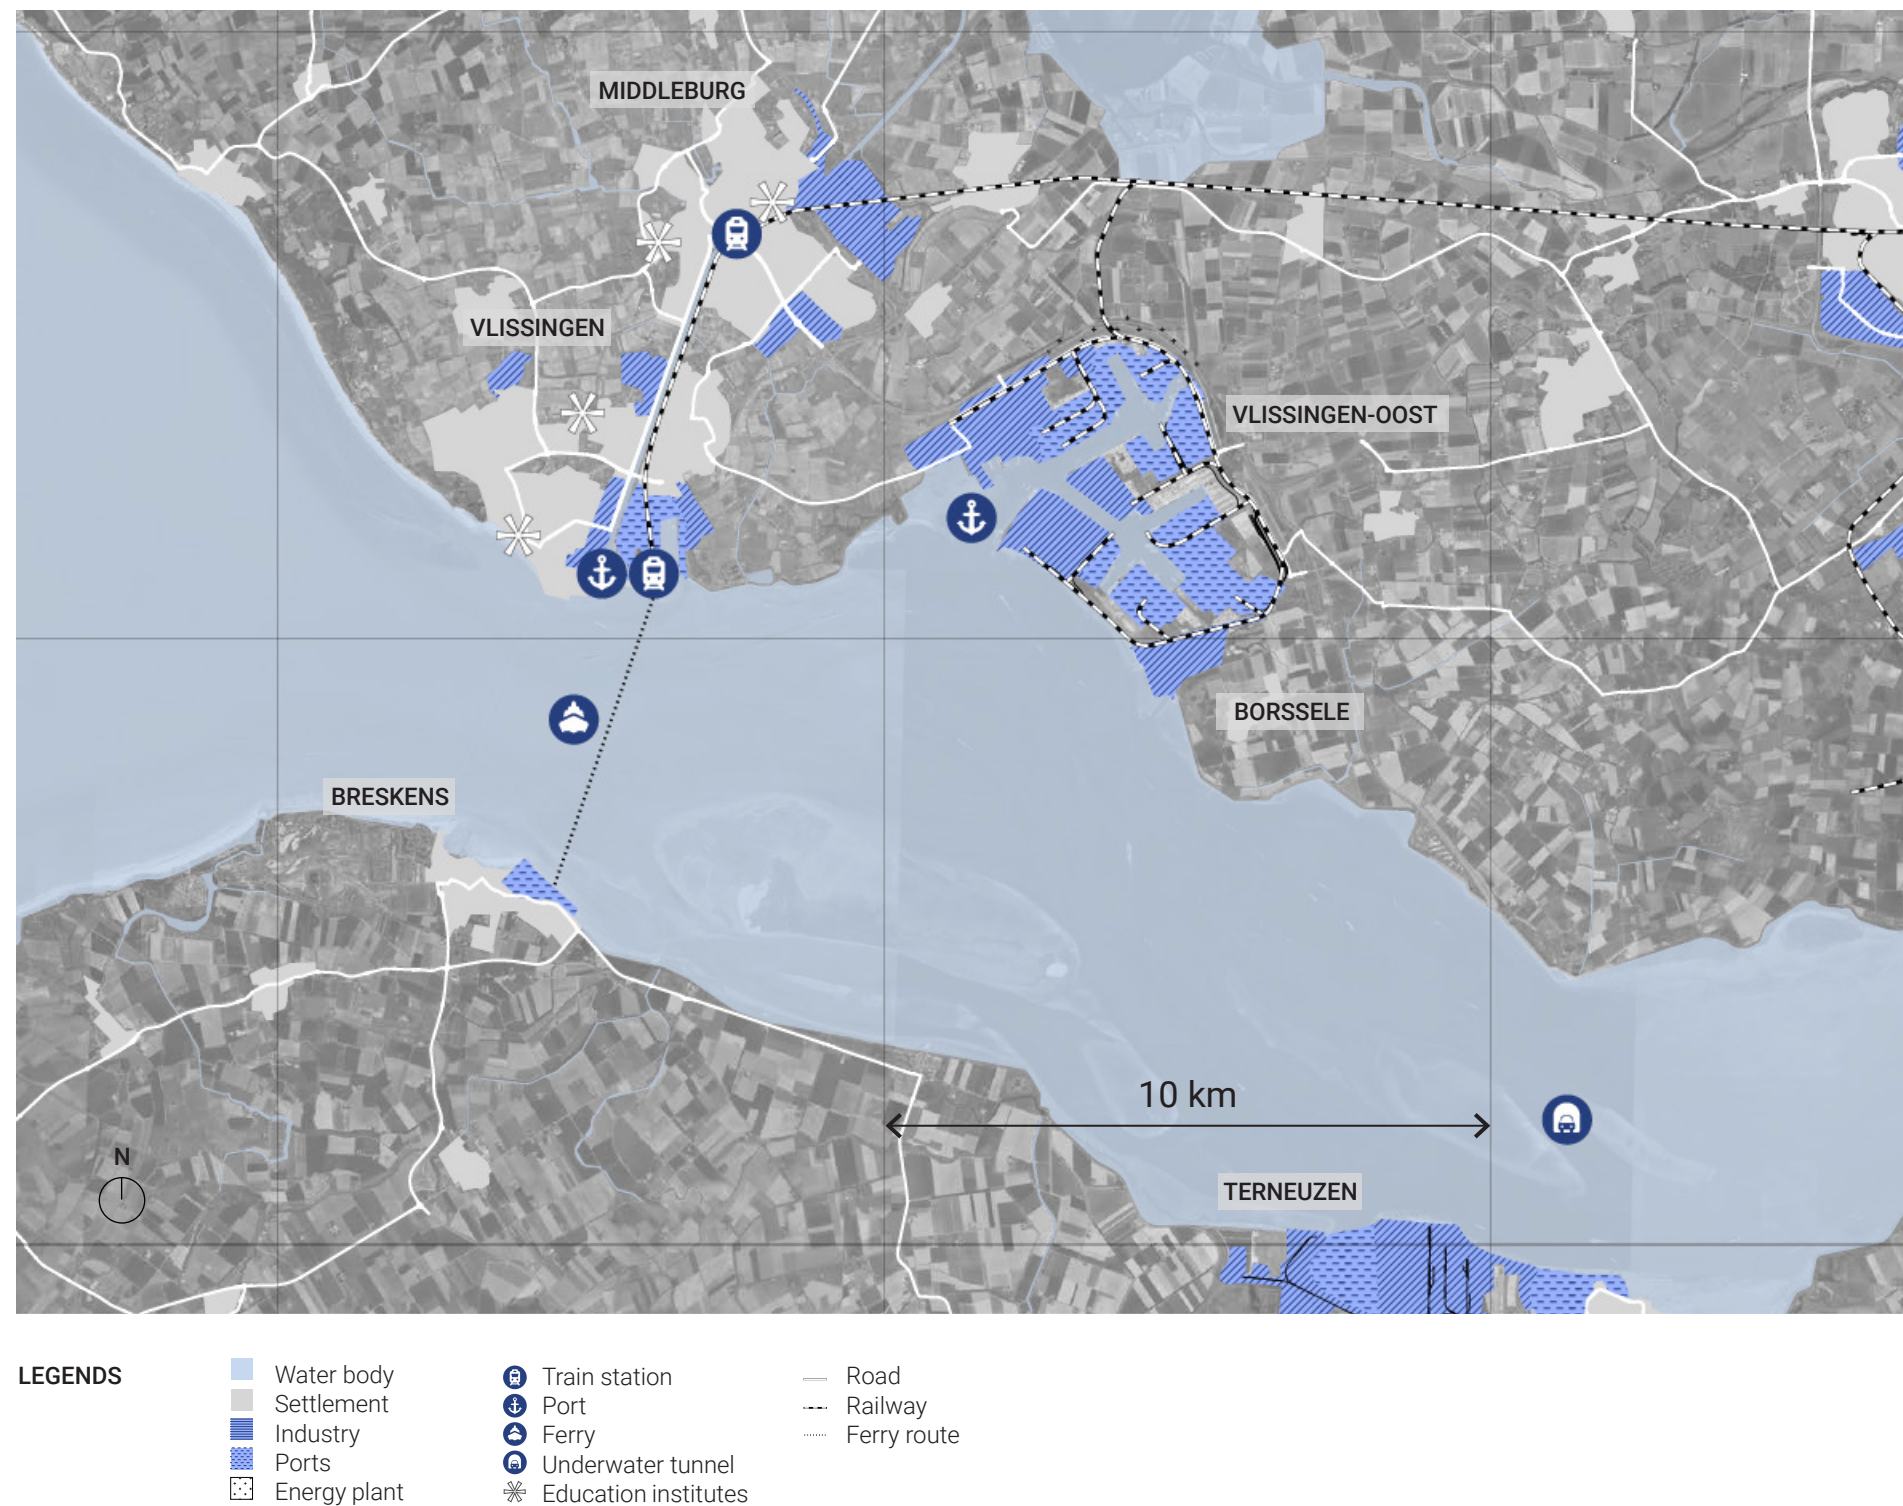 MIDDLEBURG
VLISSINGEN
VLISSINGEN-OOST
BORSSELE
BRESKENS
10 km
N
TERNEUZEN
LEGENDS
Water body
Settlement
Industry
Ports
Energy plant
Train station
Port
Ferry
Underwater tunnel
Education institutes
Road
Railway
Ferry route